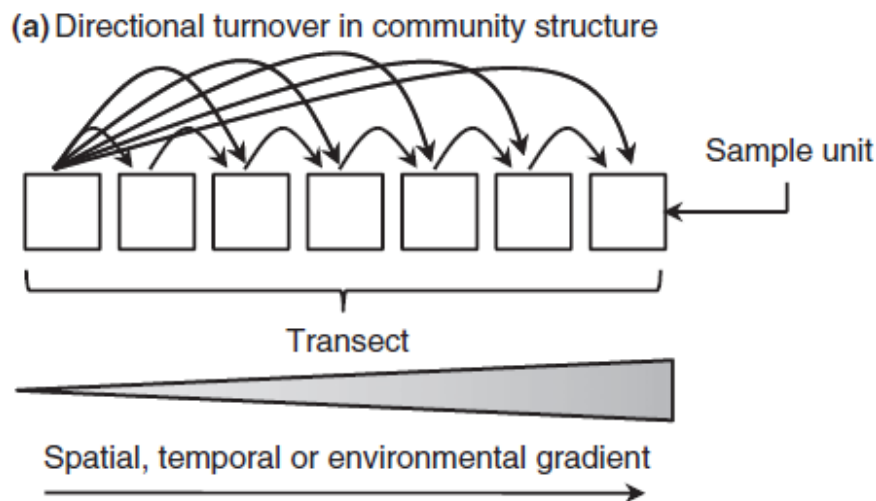 (a) Directional turnover in community structure
Sample unit
Transect
Spatial, temporal or environmental gradient